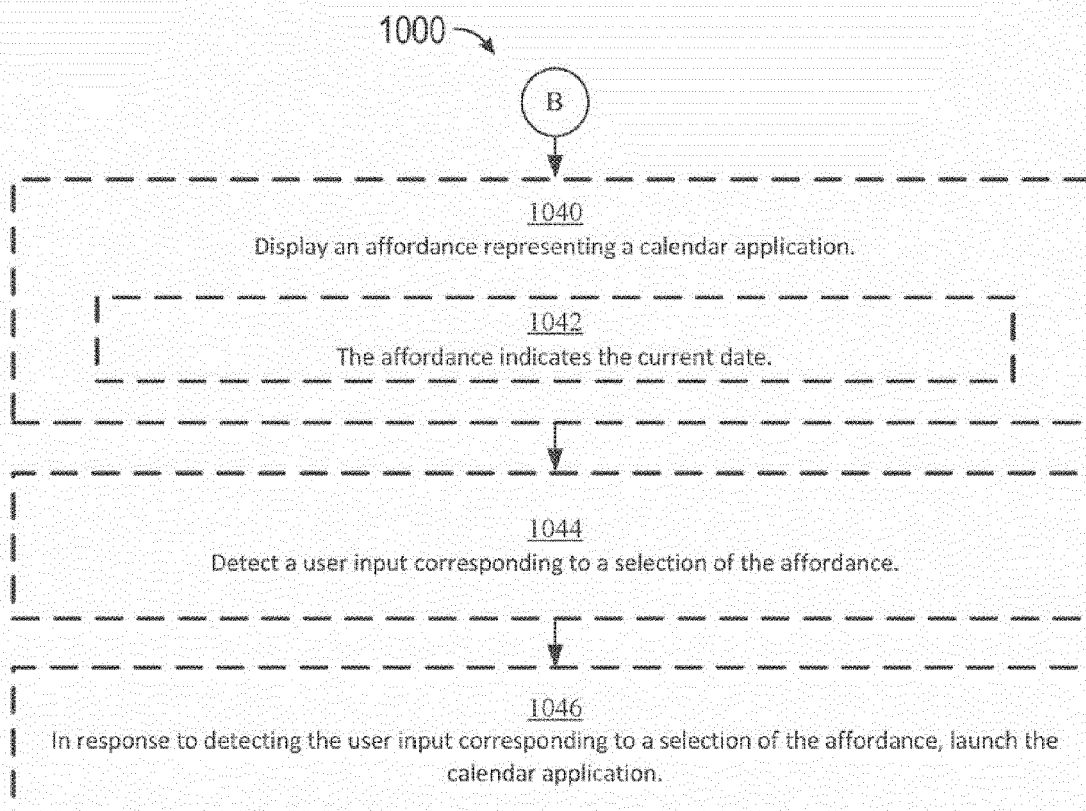 1000
B
1040
Display an affordance representing a calendar application.
1042
The affordance indicates the current date.
1044
Detect a user input corresponding to a selection of the affordance.
1046
In response to detecting the user input corresponding to a selection of the affordance, launch the
calendar application.